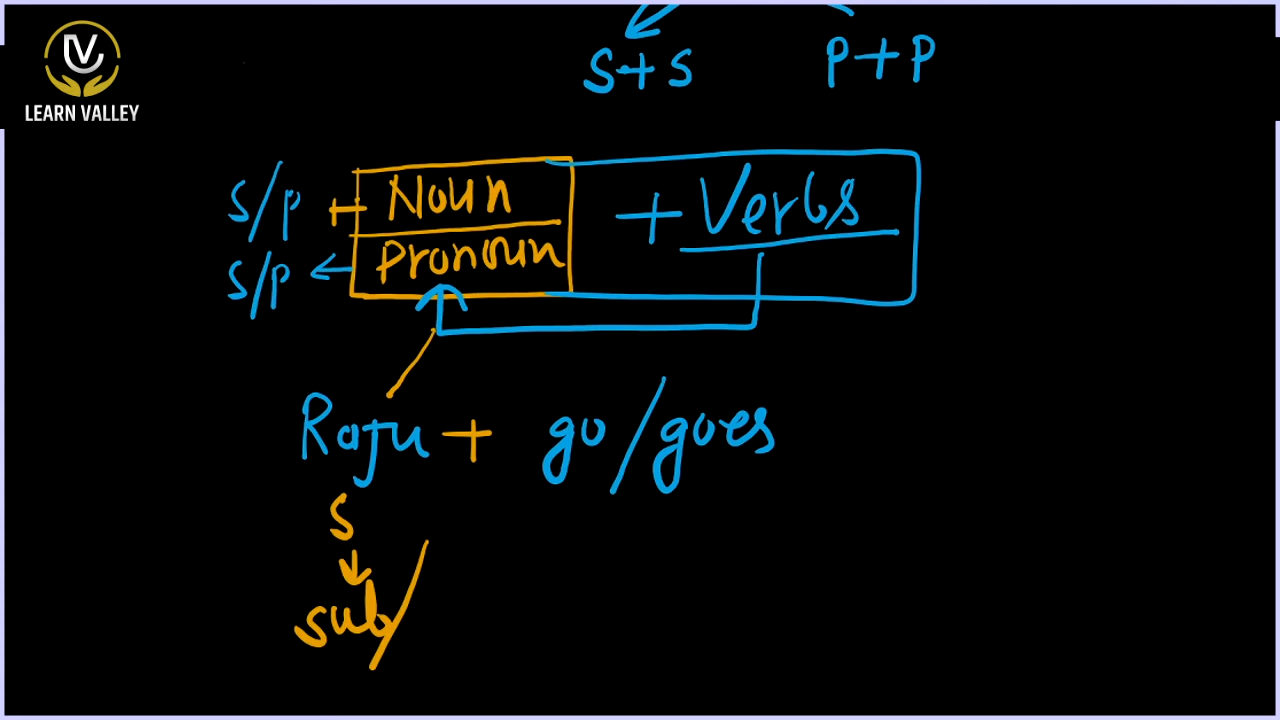 LEARN VALLEY
S+S P+P
S/P Noun + Verbs
S/P Pronoun
Raju + go/goes
S
sub/